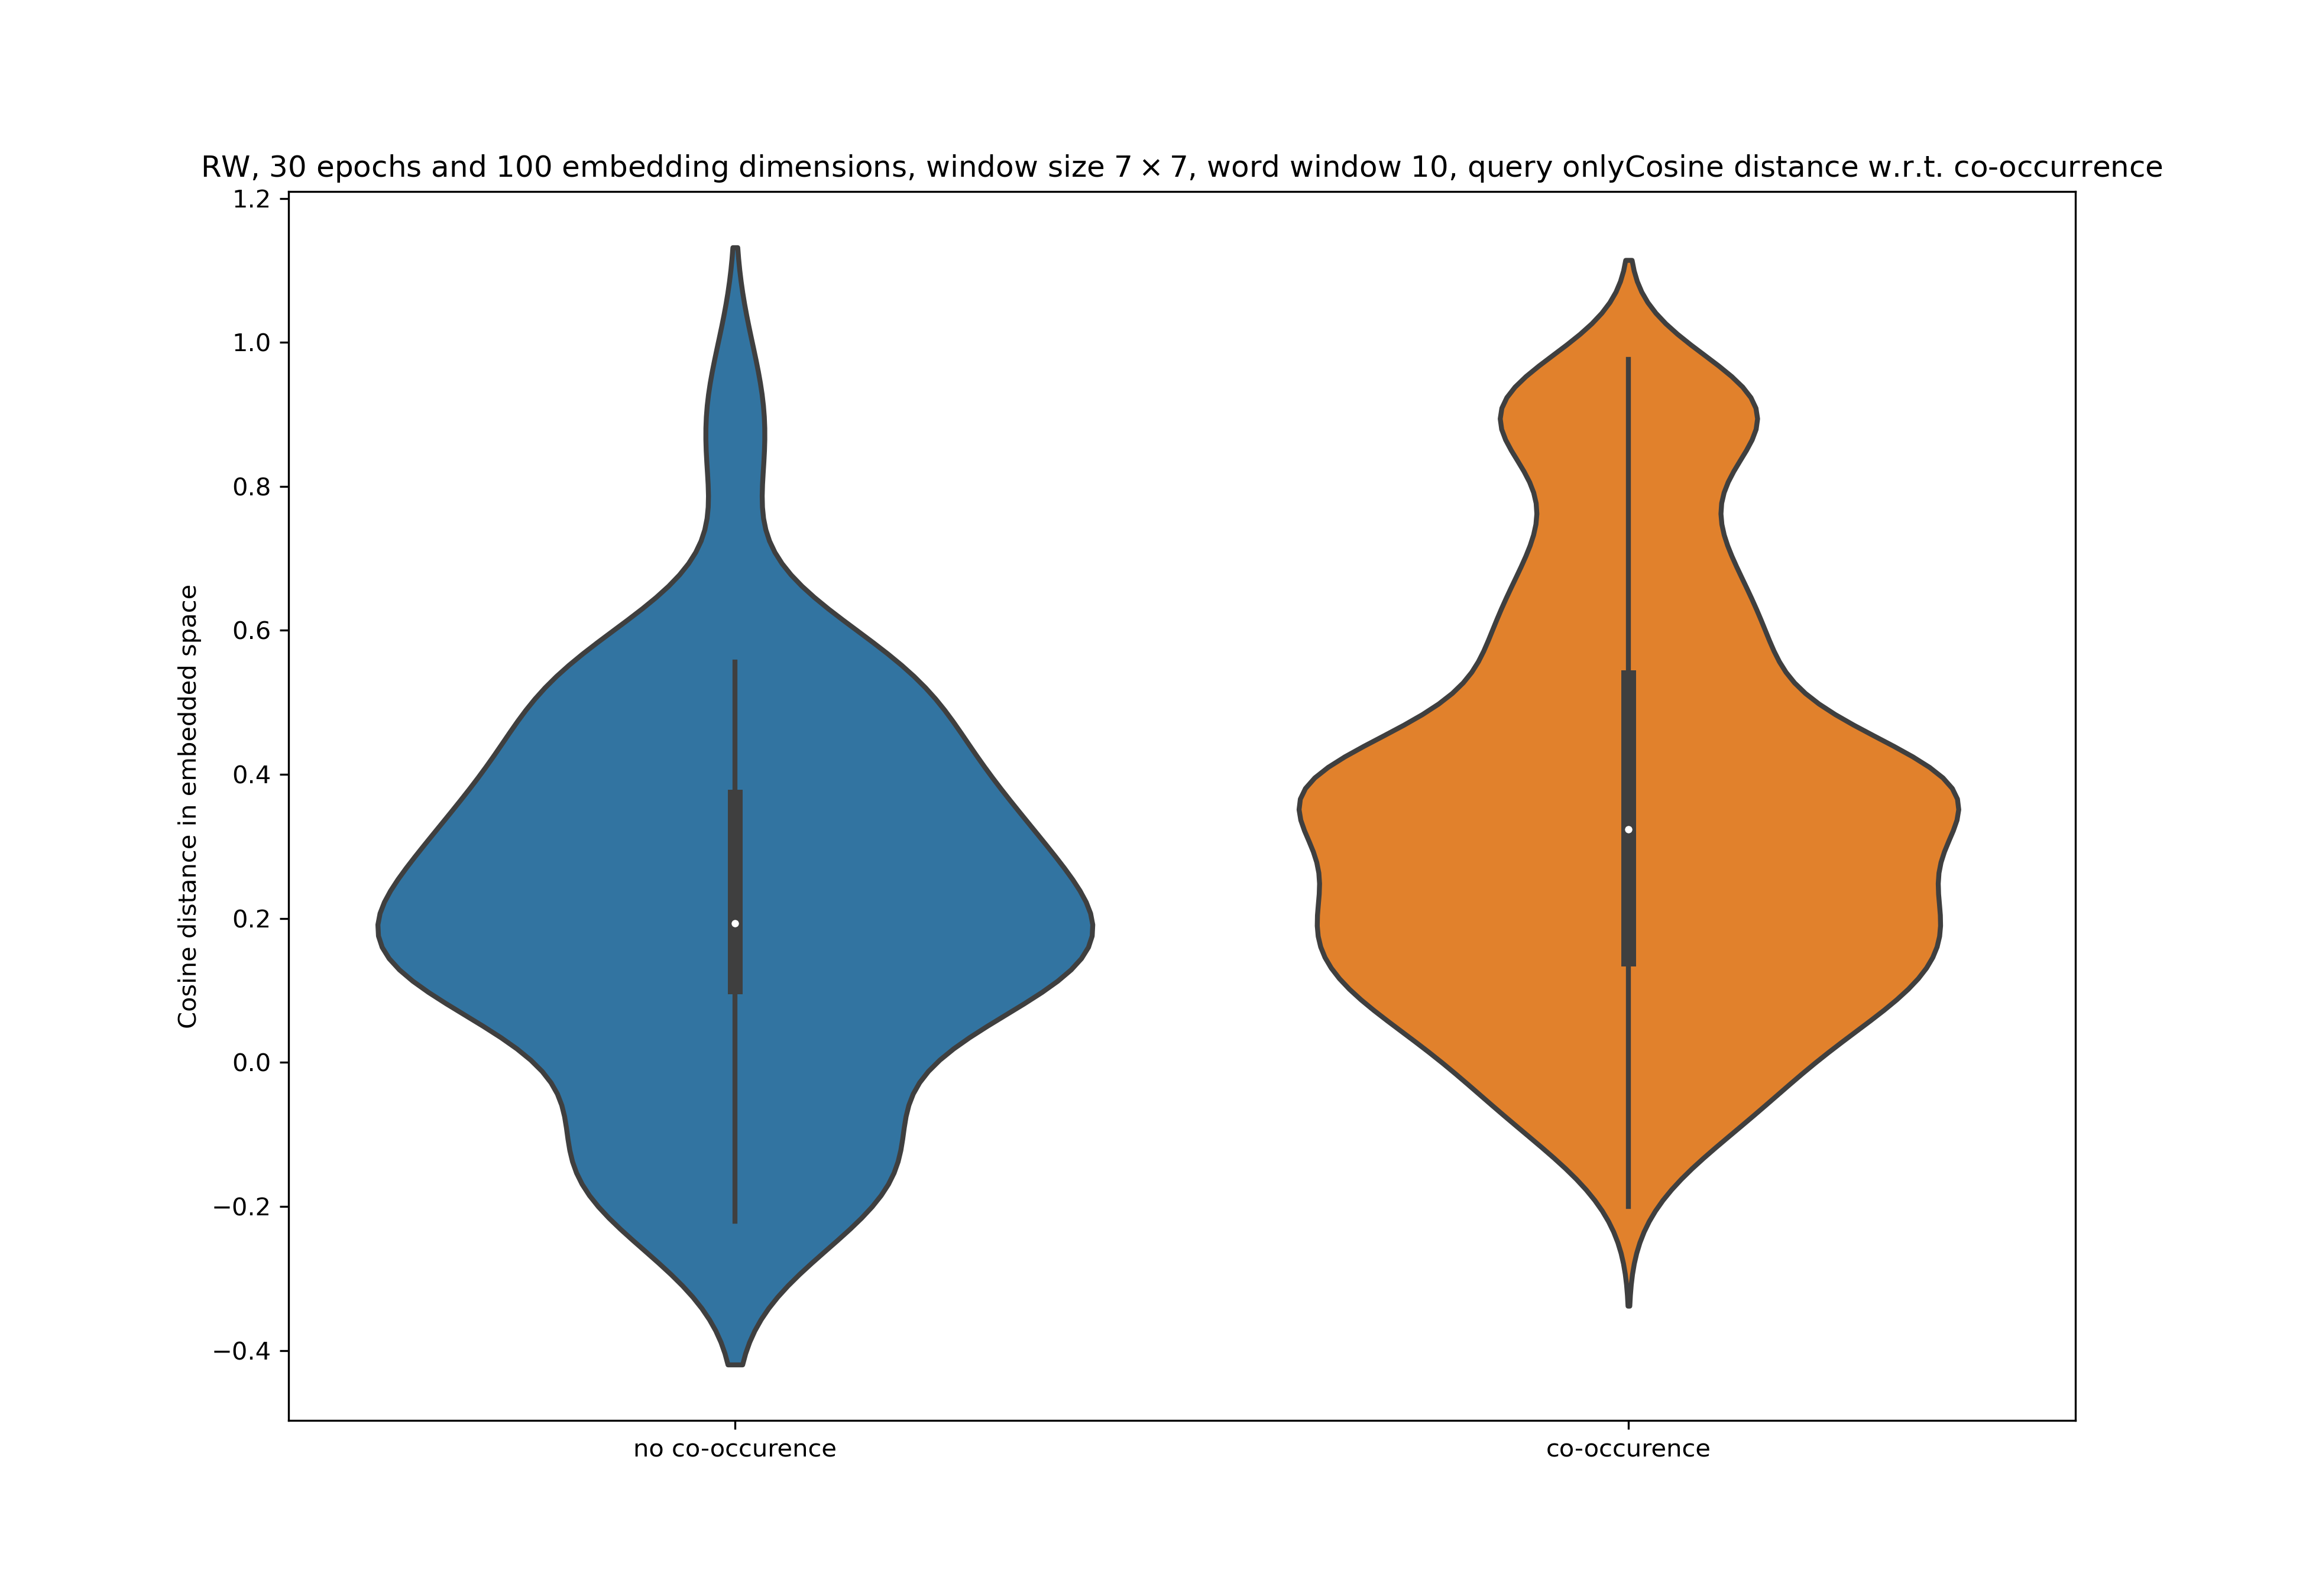 RW, 30 epochs and 100 embedding dimensions, window size 7 × 7, word window 10, query onlyCosine distance w.r.t. co-occurrence
1.2
1.0
0.8
0.6
0.4
0.2
0.0
−0.2
−0.4
Cosine distance in embedded space
no co-occurence
co-occurence